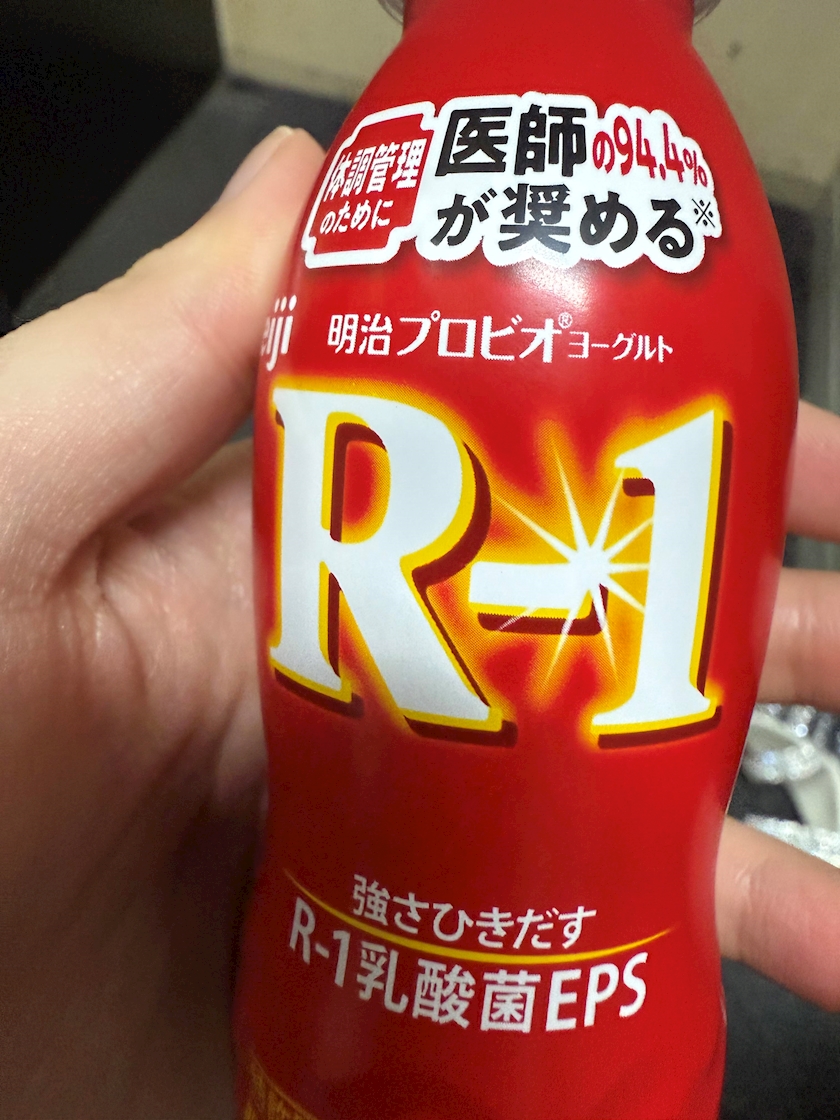 体調管理
のために
医師の94.4%
が奨める※
明治プロビオ®ヨーグルト
R-1
強さひきだす
R-1乳酸菌EPS